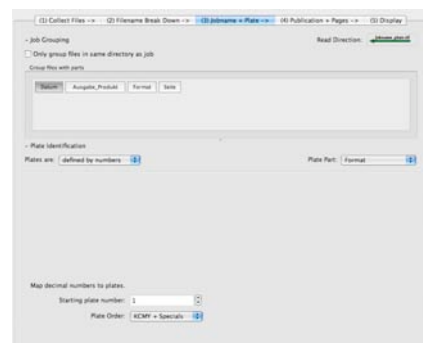 (1) Collect Files -> (2) Filename Break Down -> (3) Jobname + Plate -> (4) Publication + Pages -> (5) Display
- Job Grouping
Read Direction:
Only group files in same directory as job
Group files with parts
Datum Ausgabe_Produkt Format Seite
- Plate Identification
Plates are: defined by numbers Plate Part: Format
Map decimal numbers to plates.
Starting plate number: 1
Plate Order: KCMY + Specials